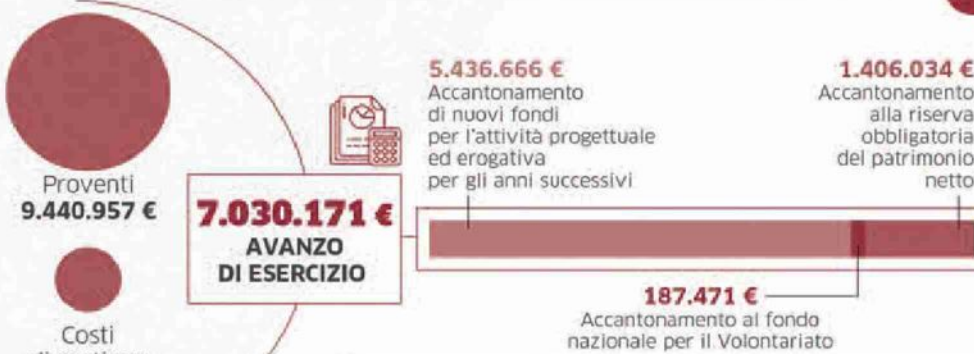 Proventi
9.440.957 €
Costi
7.030.171 €
AVANZO
DI ESERCIZIO
5.436.666 €
Accantonamento
di nuovi fondi
per l'attività progettuale
ed erogativa
per gli anni successivi
1.406.034 €
Accantonamento
alla riserva
obbligatoria
del patrimonio
netto
187.471 €
Accantonamento al fondo
nazionale per il Volontariato